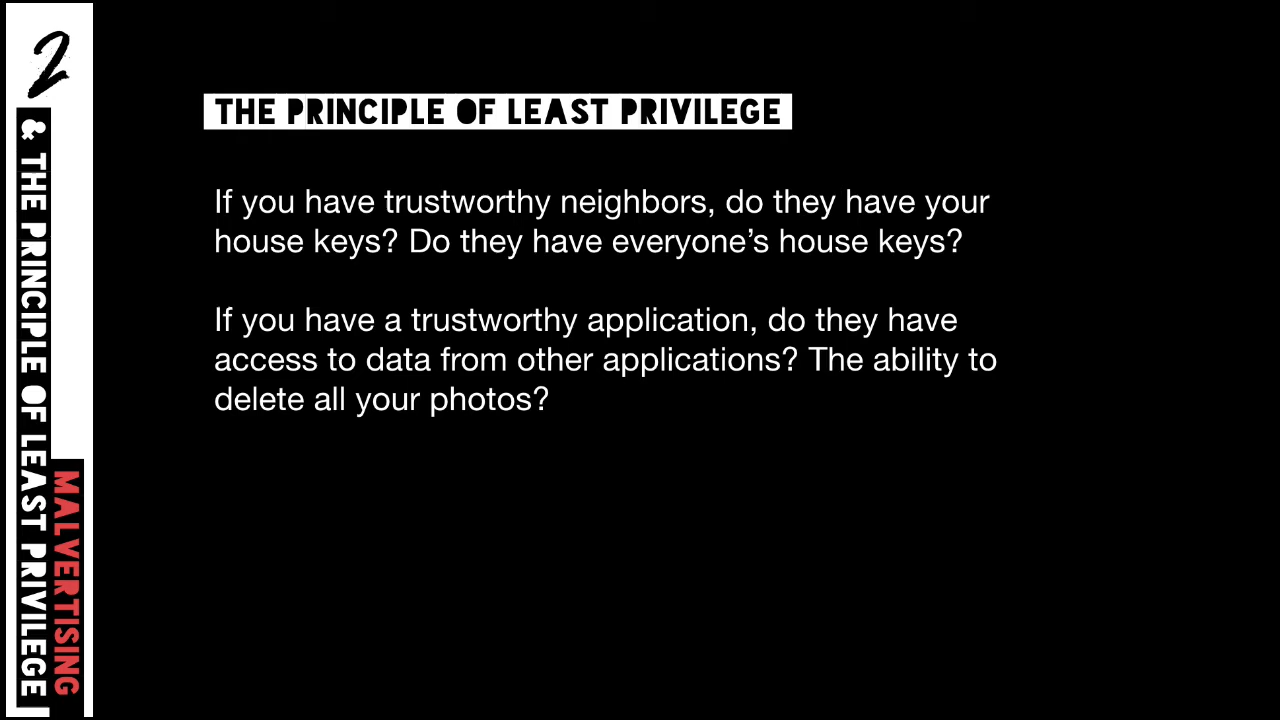 2
MALVERTISING
& THE PRINCIPLE OF LEAST PRIVILEGE
THE PRINCIPLE OF LEAST PRIVILEGE
If you have trustworthy neighbors, do they have your
house keys? Do they have everyone’s house keys?
If you have a trustworthy application, do they have
access to data from other applications? The ability to
delete all your photos?